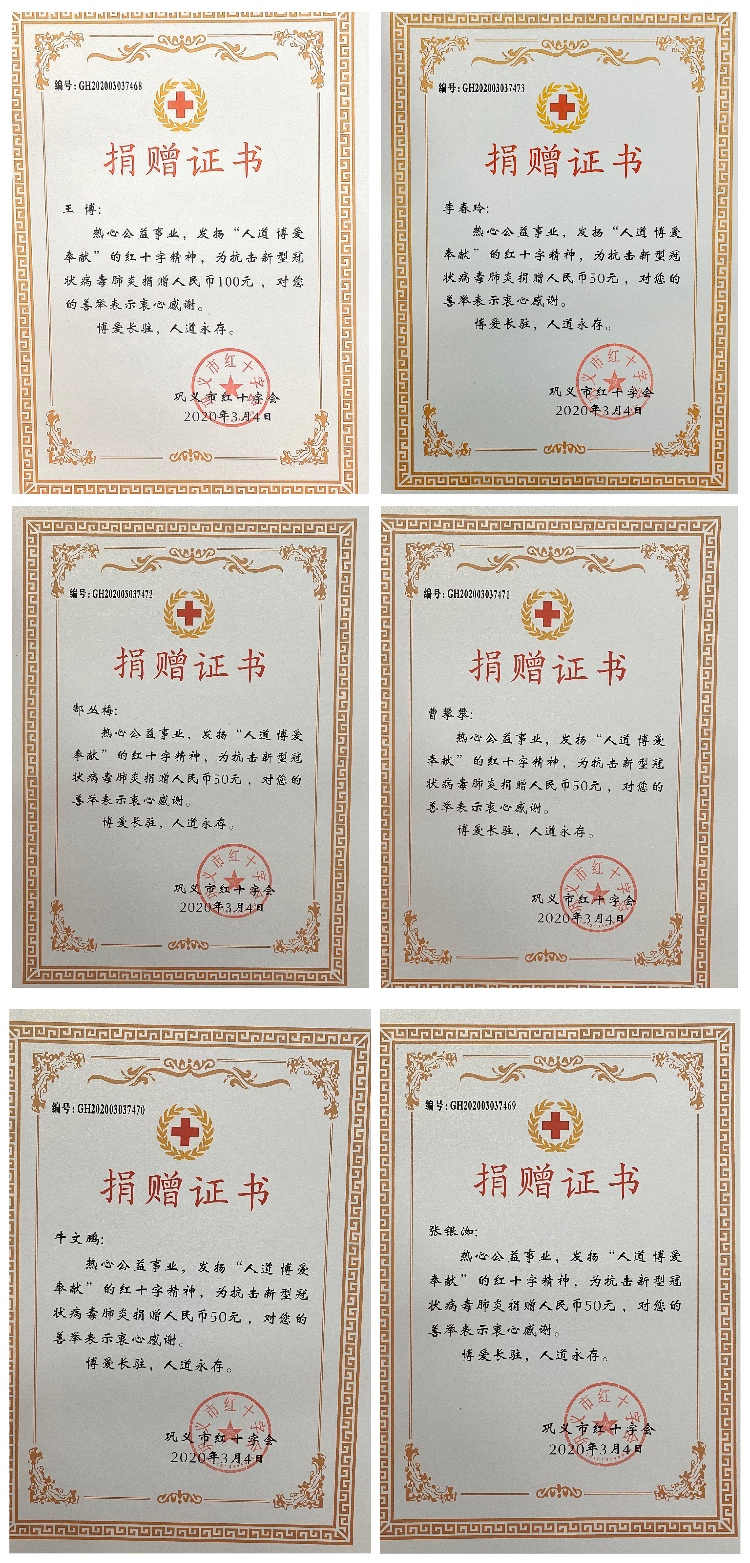 编号:GH202003037468
捐赠证书
王 博:
热心公益事业，发扬“人道 博爱
奉献”的红十字精神，为抗击新型冠
状病毒肺炎捐赠人民币100元，对您
的善举表示衷心感谢。
博爱长驻，人道永存。
巩义市红十字会
2020年3月4日
编号:GH202003037473
捐赠证书
李春玲:
热心公益事业，发扬“人道 博爱
奉献”的红十字精神，为抗击新型冠
状病毒肺炎捐赠人民币50元，对您的
善举表示衷心感谢。
博爱长驻，人道永存。
巩义市红十字会
2020年3月4日
编号:GH202003037472
捐赠证书
郜丛梅:
热心公益事业，发扬“人道 博爱
奉献”的红十字精神，为抗击新型冠
状病毒肺炎捐赠人民币50元，对您的
善举表示衷心感谢。
博爱长驻，人道永存。
巩义市红十字会
2020年3月4日
编号:GH202003037471
捐赠证书
曹攀攀:
热心公益事业，发扬“人道 博爱
奉献”的红十字精神，为抗击新型冠
状病毒肺炎捐赠人民币50元，对您的
善举表示衷心感谢。
博爱长驻，人道永存。
巩义市红十字会
2020年3月4日
编号:GH202003037470
捐赠证书
牛文鹏:
热心公益事业，发扬“人道 博爱
奉献”的红十字精神，为抗击新型冠
状病毒肺炎捐赠人民币50元，对您的
善举表示衷心感谢。
博爱长驻，人道永存。
巩义市红十字会
2020年3月4日
编号:GH202003037469
捐赠证书
张银洳:
热心公益事业，发扬“人道 博爱
奉献”的红十字精神，为抗击新型冠
状病毒肺炎捐赠人民币50元，对您的
善举表示衷心感谢。
博爱长驻，人道永存。
巩义市红十字会
2020年3月4日